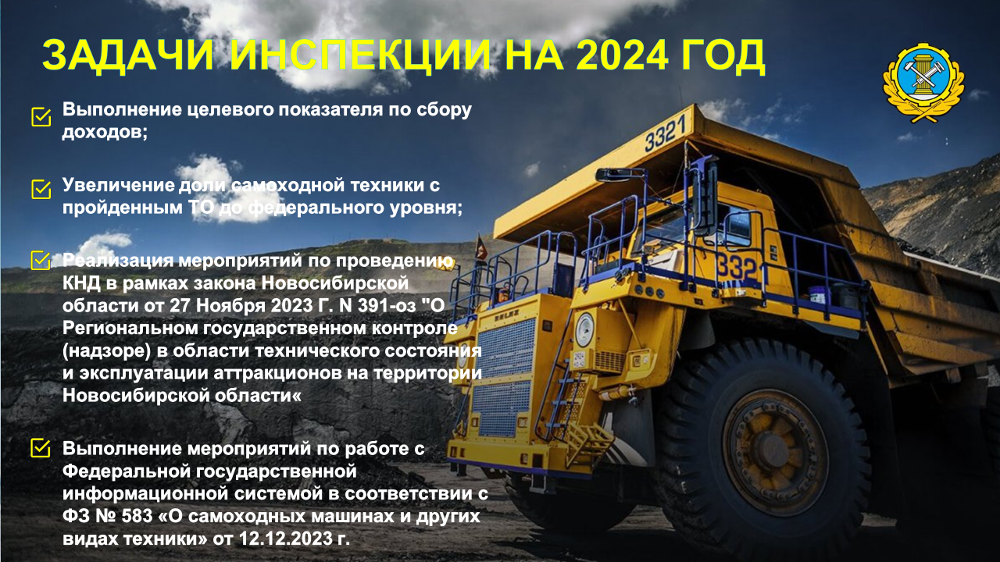 ЗАДАЧИ ИНСПЕКЦИИ НА 2024 ГОД
Выполнение целевого показателя по сбору
доходов;
Увеличение доли самоходной техники с
пройденным ТО до федерального уровня;
Реализация мероприятий по проведению
КНД в рамках закона Новосибирской
области от 27 Ноября 2023 Г. N 391-оз "О
Региональном государственном контроле
(надзоре) в области технического состояния
и эксплуатации аттракционов на территории
Новосибирской области“
Выполнение мероприятий по работе с
Федеральной государственной
информационной системой в соответствии с
ФЗ № 583 «О самоходных машинах и других
видах техники» от 12.12.2023 г.
3321
3321
BELAZ